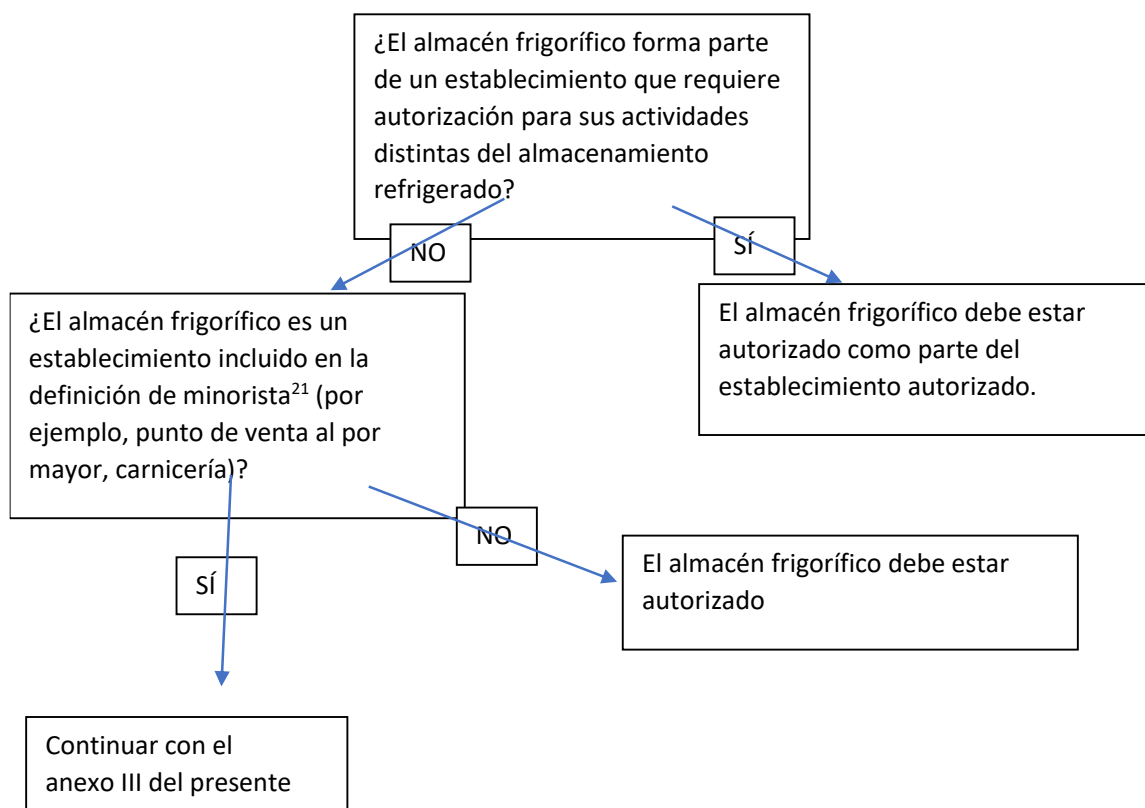 ¿El almacén frigorífico forma parte
de un establecimiento que requiere
autorización para sus actividades
distintas del almacenamiento
refrigerado?
NO
SÍ
¿El almacén frigorífico es un
establecimiento incluido en la
definición de minorista21 (por
ejemplo, punto de venta al por
mayor, carnicería)?
El almacén frigorífico debe estar
autorizado como parte del
establecimiento autorizado.
NO
SÍ
El almacén frigorífico debe estar
autorizado
Continuar con el
anexo III del presente